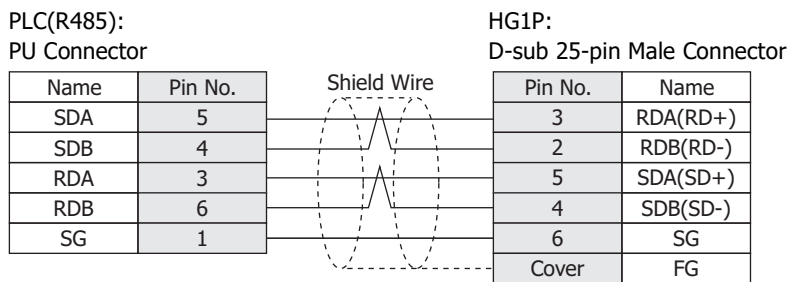 PLC(R485): HG1P:
PU Connector D-sub 25-pin Male Connector
Name Pin No. Shield Wire Pin No. Name
SDA 5 3 RDA(RD+)
SDB 4 2 RDB(RD-)
RDA 3 5 SDA(SD+)
RDB 6 4 SDB(SD-)
SG 1 6 SG
Cover FG